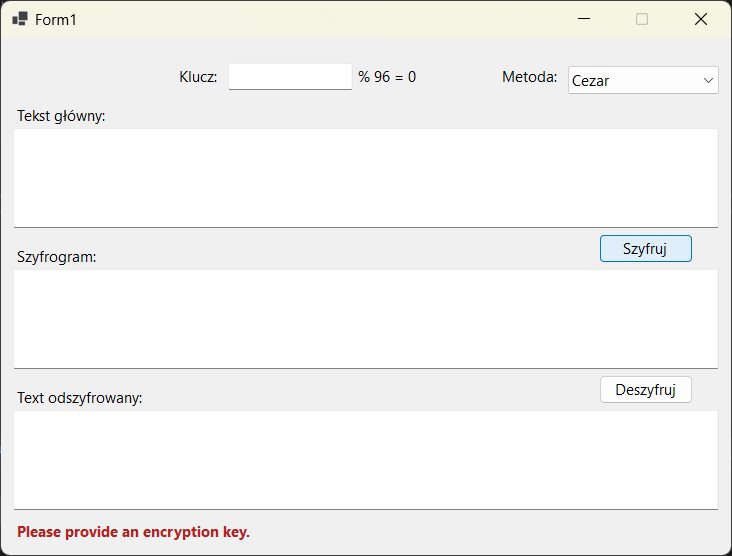 Form1
Klucz: % 96 = 0 Metoda: Cezar
Tekst główny:
Szyfruj
Szyfrogram:
Deszyfruj
Text odszyfrowany:
Please provide an encryption key.